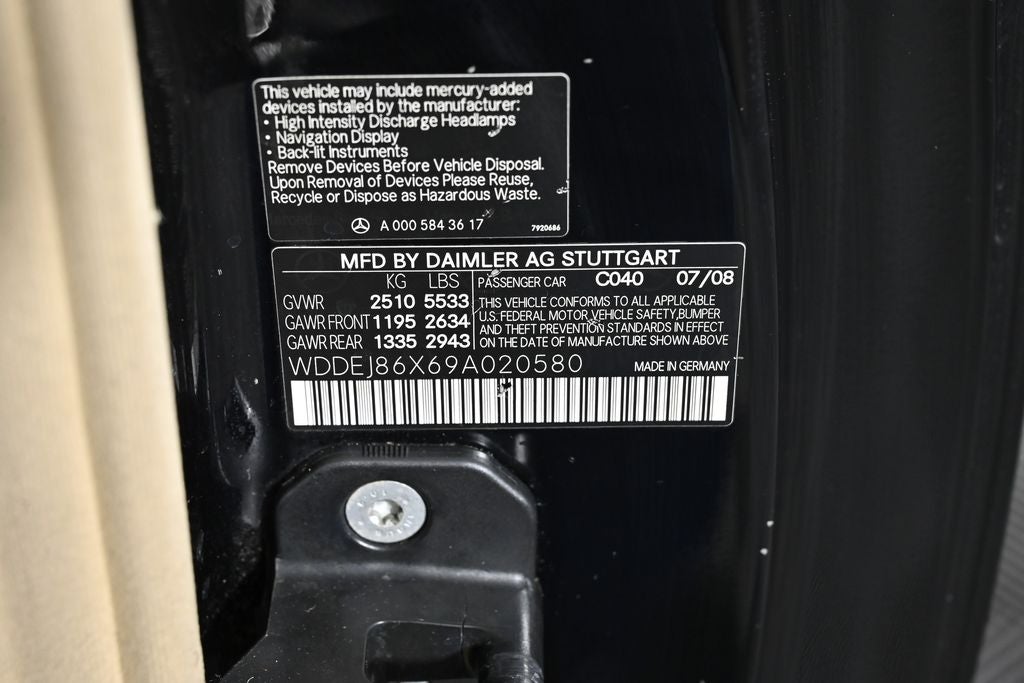 This vehicle may include mercury-added
devices installed by the manufacturer:
• High Intensity Discharge Headlamps
• Navigation Display
• Back-lit Instruments
Remove Devices Before Vehicle Disposal.
Upon Removal of Devices Please Reuse,
Recycle or Dispose as Hazardous Waste.
A 000 584 36 17
7920686
MFD BY DAIMLER AG STUTTGART
KG LBS PASSENGER CAR C040 07/08
GVWR 2510 5533
GAWR FRONT 1195 2634
GAWR REAR 1335 2943
THIS VEHICLE CONFORMS TO ALL APPLICABLE
U.S. FEDERAL MOTOR VEHICLE SAFETY,BUMPER
AND THEFT PREVENTION STANDARDS IN EFFECT
ON THE DATE OF MANUFACTURE SHOWN ABOVE
WDDEJ86X69A020580 MADE IN GERMANY